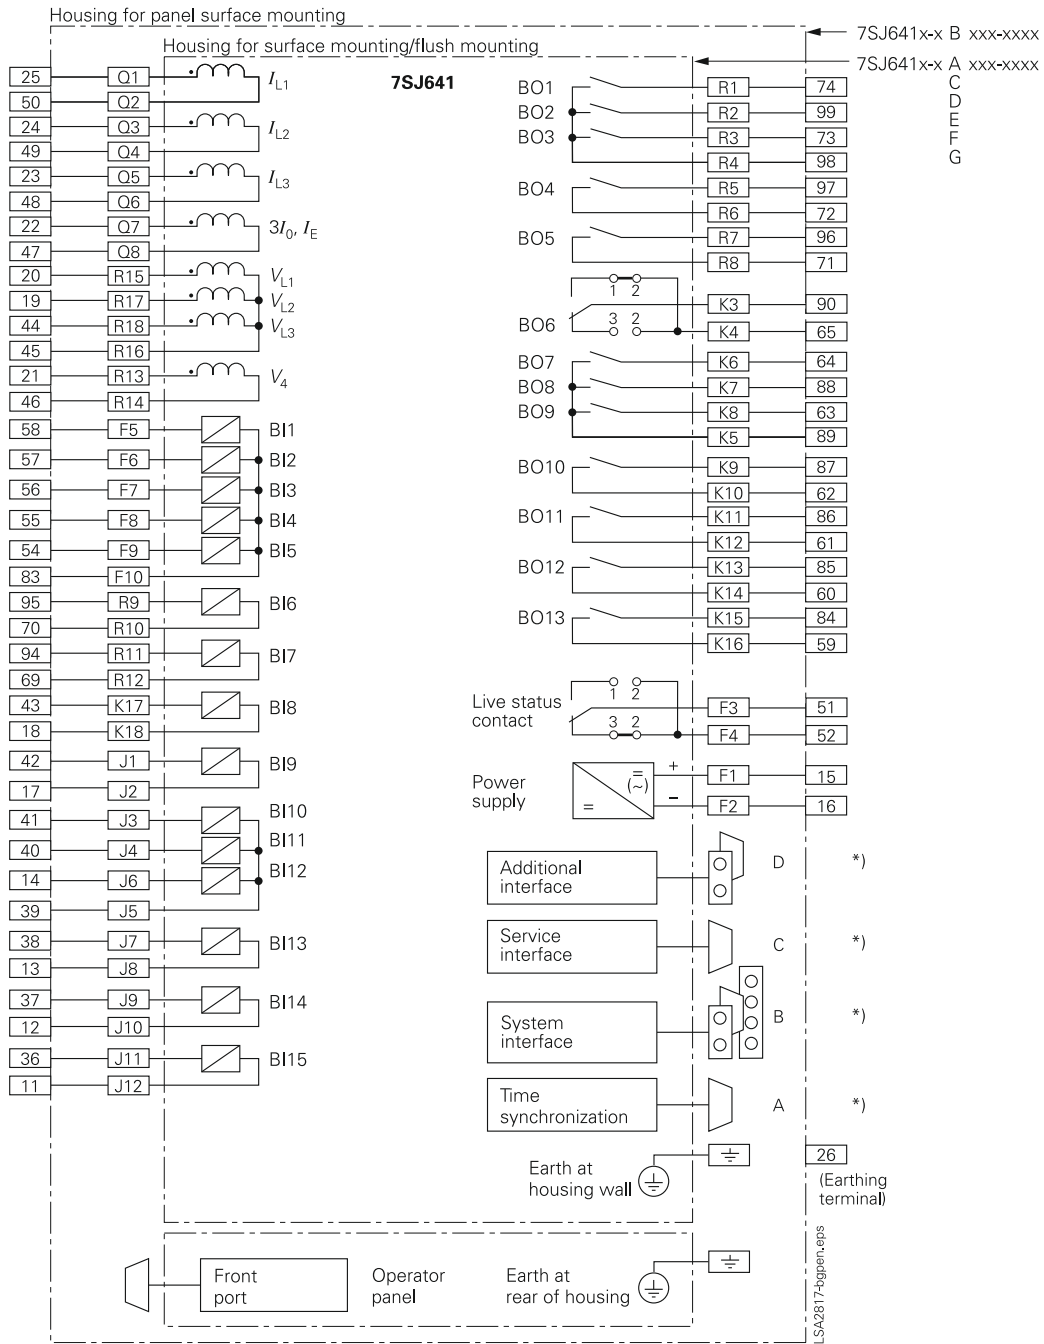 Housing for panel surface mounting
7SJ641x-x B xxx-xxxx
Housing for surface mounting/flush mounting
7SJ641x-x A xxx-xxxx
C
D
E
F
G
7SJ641
25 Q1 I L1
50 Q2
24 Q3 I L2
49 Q4
23 Q5 I L3
48 Q6
22 Q7 3I0, IE
47 Q8
20 R15 V L1
19 R17 V L2
44 R18 V L3
45 R16
21 R13 V4
46 R14
58 F5 BI1
57 F6 BI2
56 F7 BI3
55 F8 BI4
54 F9 BI5
83 F10
95 R9 BI6
70 R10
94 R11 BI7
69 R12
43 K17 BI8
18 K18
42 J1 BI9
17 J2
41 J3 BI10
40 J4 BI11
14 J6 BI12
39 J5
38 J7 BI13
13 J8
37 J9 BI14
12 J10
36 J11 BI15
11 J12
BO1 R1 74
BO2 R2 99
BO3 R3 73
R4 98
BO4 R5 97
R6 72
BO5 R7 96
R8 71
1 2
K3 90
BO6 3 2 K4 65
BO7 K6 64
BO8 K7 88
BO9 K8 63
K5 89
BO10 K9 87
K10 62
BO11 K11 86
K12 61
BO12 K13 85
K14 60
BO13 K15 84
K16 59
1 2
Live status F3 51
contact 3 2 F4 52
Power = (~) + F1 15
supply = − F2 16
Additional D *)
interface
Service C *)
interface
System B *)
interface
Time A *)
synchronization
Earth at 26
housing wall
(Earthing
terminal)
Front Operator Earth at
port panel rear of housing
LSA2817-bgpen.eps